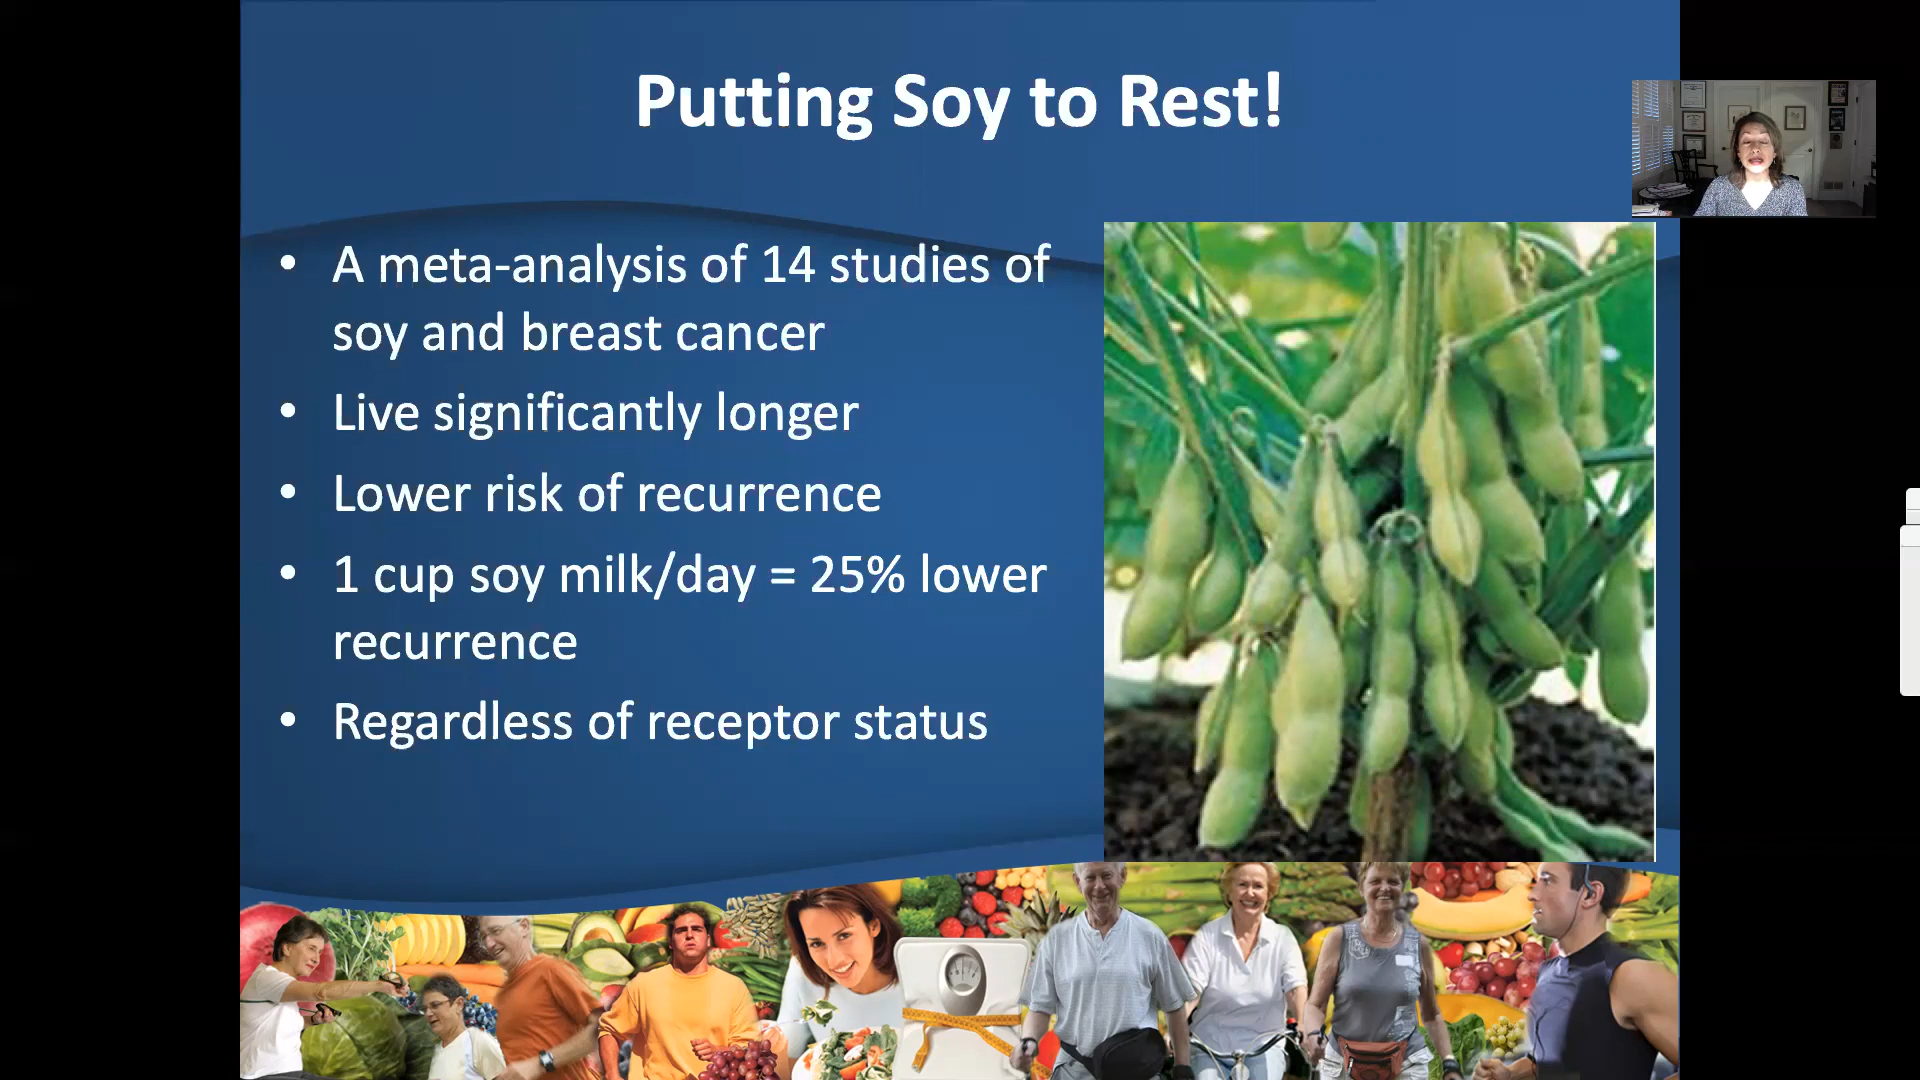 Putting Soy to Rest!
• A meta-analysis of 14 studies of
soy and breast cancer
• Live significantly longer
• Lower risk of recurrence
• 1 cup soy milk/day = 25% lower
recurrence
• Regardless of receptor status